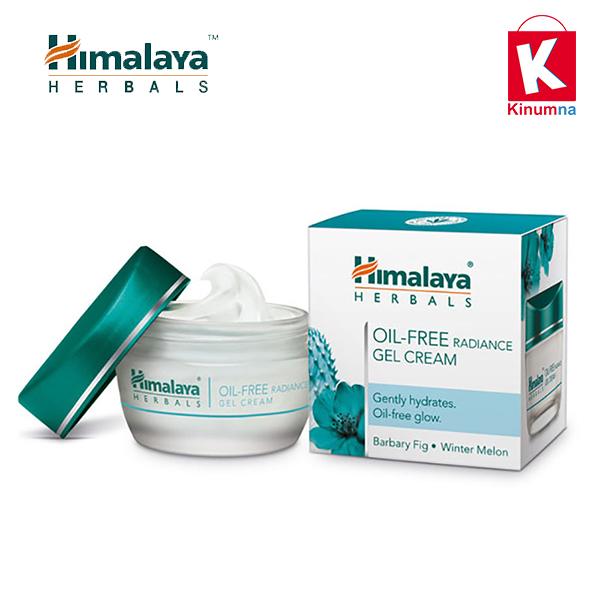 Himalaya™
HERBALS
K
Kinumna
Himalaya®
HERBALS
OIL-FREE RADIANCE
GEL CREAM
Gently hydrates.
Oil-free glow.
Barbary Fig • Winter Melon
Himalaya
HERBALS
OIL-FREE RADIANCE
GEL CREAM